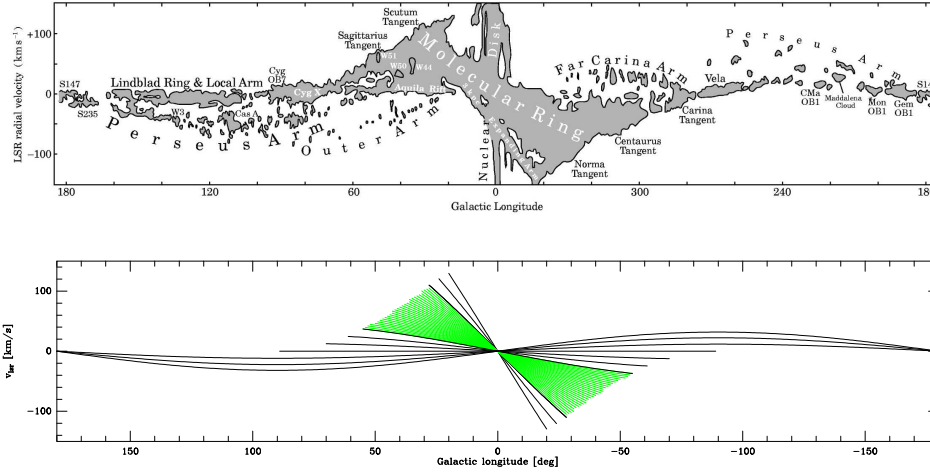 +100
0
−100
LSR radial velocity (km s⁻¹)
Scutum
Tangent
Sagittarius
Tangent
W51
W50
W44
Molecular Ring
Disk
Nuclear
S147
S235
Lindblad Ring & Local Arm
Cyg
OB7
Cyg X
Aquila Rift
W3
Cas A
Perseus Arm
Outer Arm
Far Carina Arm
Perseus Arm
Vela
Carina
Tangent
Centaurus
Tangent
Norma
Tangent
CMa
OB1
Maddalena
Cloud
Mon
OB1
Gem
OB1
S14
180 120 60 0 300 240 18
Galactic Longitude
100
0
−100
v lsr [km/s]
150 100 50 0 −50 −100 −150
Galactic longitude [deg]